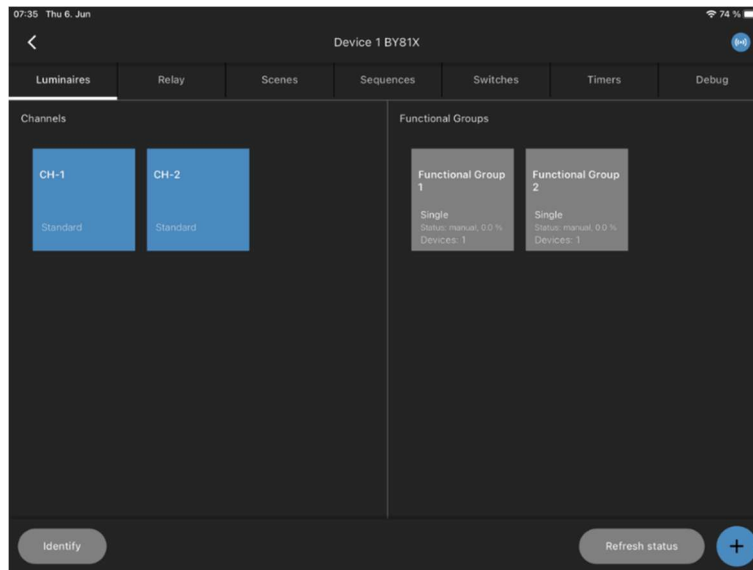 07:35 Thu 6. Jun
74 %
Device 1 BY81X
Luminaires Relay Scenes Sequences Switches Timers Debug
Channels
CH-1
Standard
CH-2
Standard
Functional Groups
Functional Group
1
Single
Status: manual, 0.0 %
Devices: 1
Functional Group
2
Single
Status: manual, 0.0 %
Devices: 1
Identify
Refresh status
+